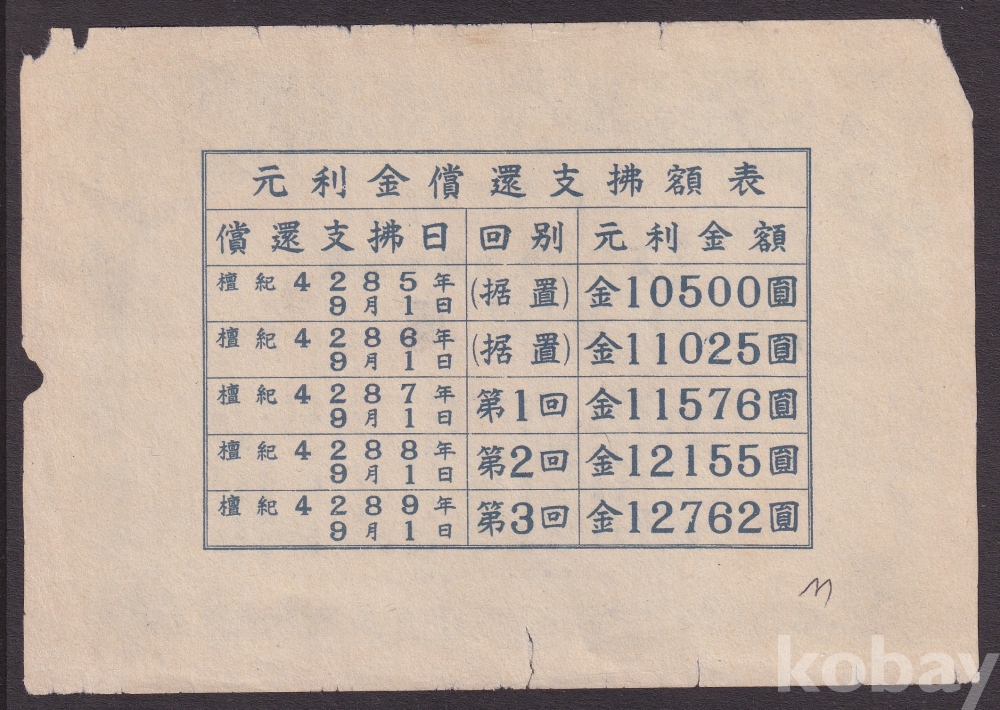 元利金償還支拂額表
償還支拂日 回別 元利金額
檀紀4285年 9月1日 (据置) 金10500圓
檀紀4286年 9月1日 (据置) 金11025圓
檀紀4287年 9月1日 第1回 金11576圓
檀紀4288年 9月1日 第2回 金12155圓
檀紀4289年 9月1日 第3回 金12762圓
kobay